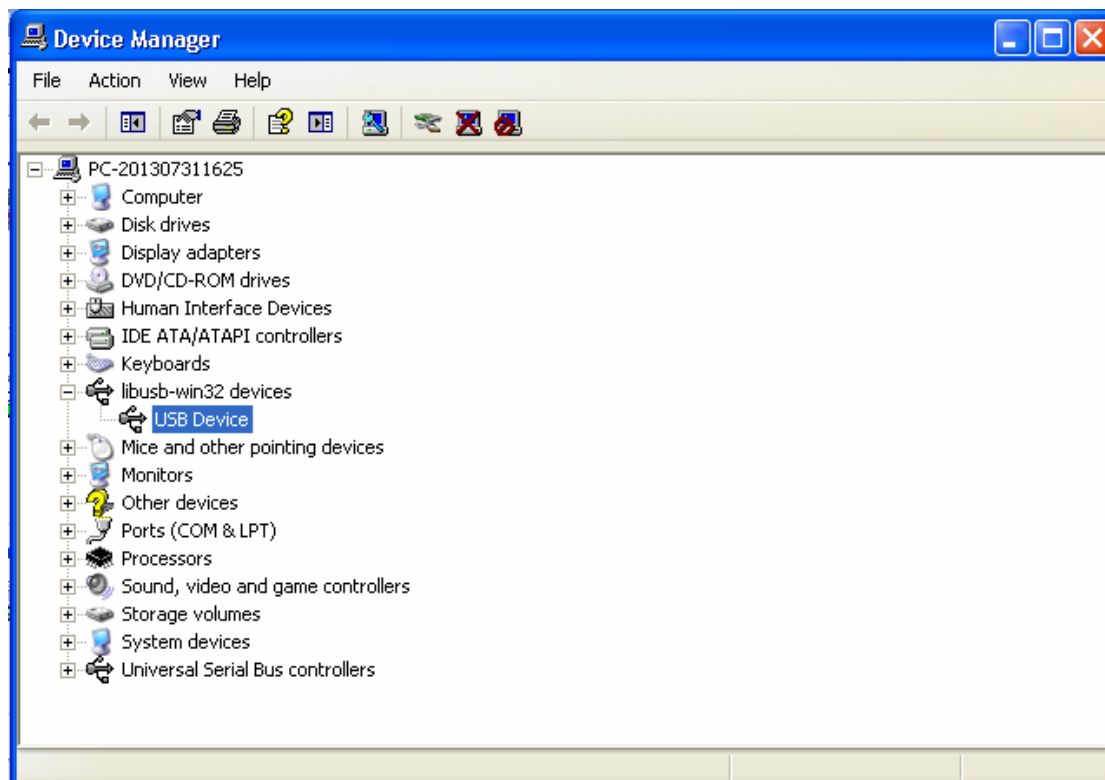 Device Manager
File Action View Help
PC-201307311625
Computer
Disk drives
Display adapters
DVD/CD-ROM drives
Human Interface Devices
IDE ATA/ATAPI controllers
Keyboards
libusb-win32 devices
USB Device
Mice and other pointing devices
Monitors
Other devices
Ports (COM & LPT)
Processors
Sound, video and game controllers
Storage volumes
System devices
Universal Serial Bus controllers